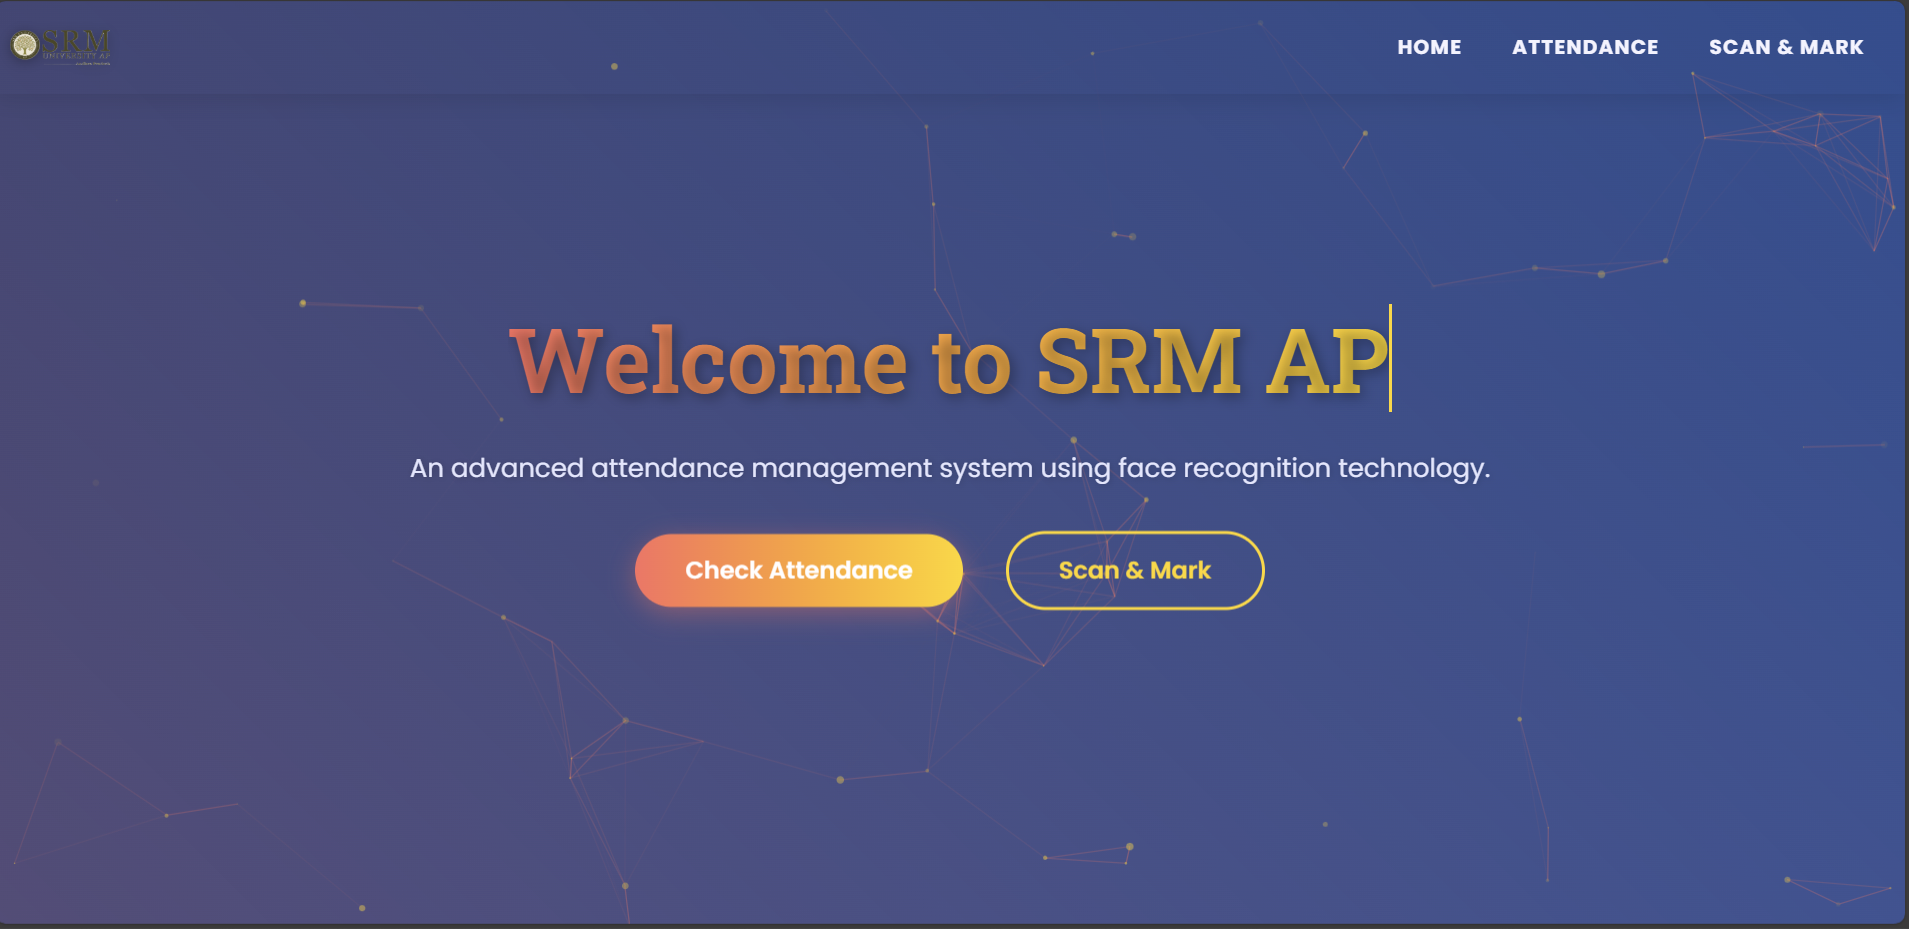 SRM
UNIVERSITY AP
HOME
ATTENDANCE
SCAN & MARK
Welcome to SRM AP
An advanced attendance management system using face recognition technology.
Check Attendance
Scan & Mark